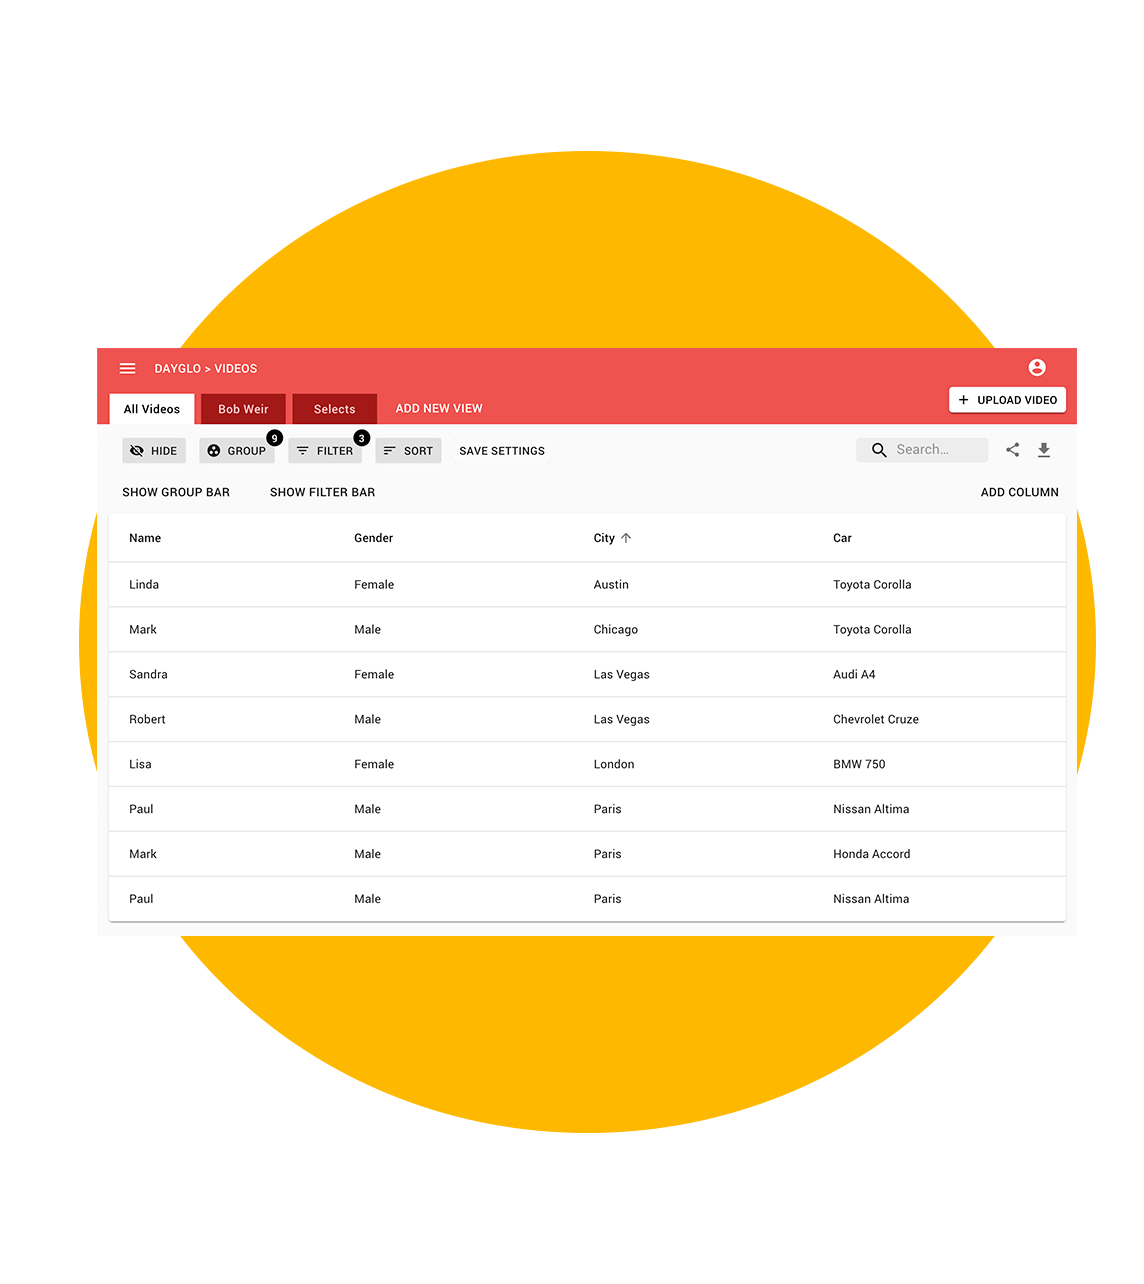 DAYGLO > VIDEOS
All Videos Bob Weir Selects ADD NEW VIEW + UPLOAD VIDEO
HIDE GROUP 9 FILTER 3 SORT SAVE SETTINGS Search...
SHOW GROUP BAR SHOW FILTER BAR ADD COLUMN
Name Gender City Car
Linda Female Austin Toyota Corolla
Mark Male Chicago Toyota Corolla
Sandra Female Las Vegas Audi A4
Robert Male Las Vegas Chevrolet Cruze
Lisa Female London BMW 750
Paul Male Paris Nissan Altima
Mark Male Paris Honda Accord
Paul Male Paris Nissan Altima